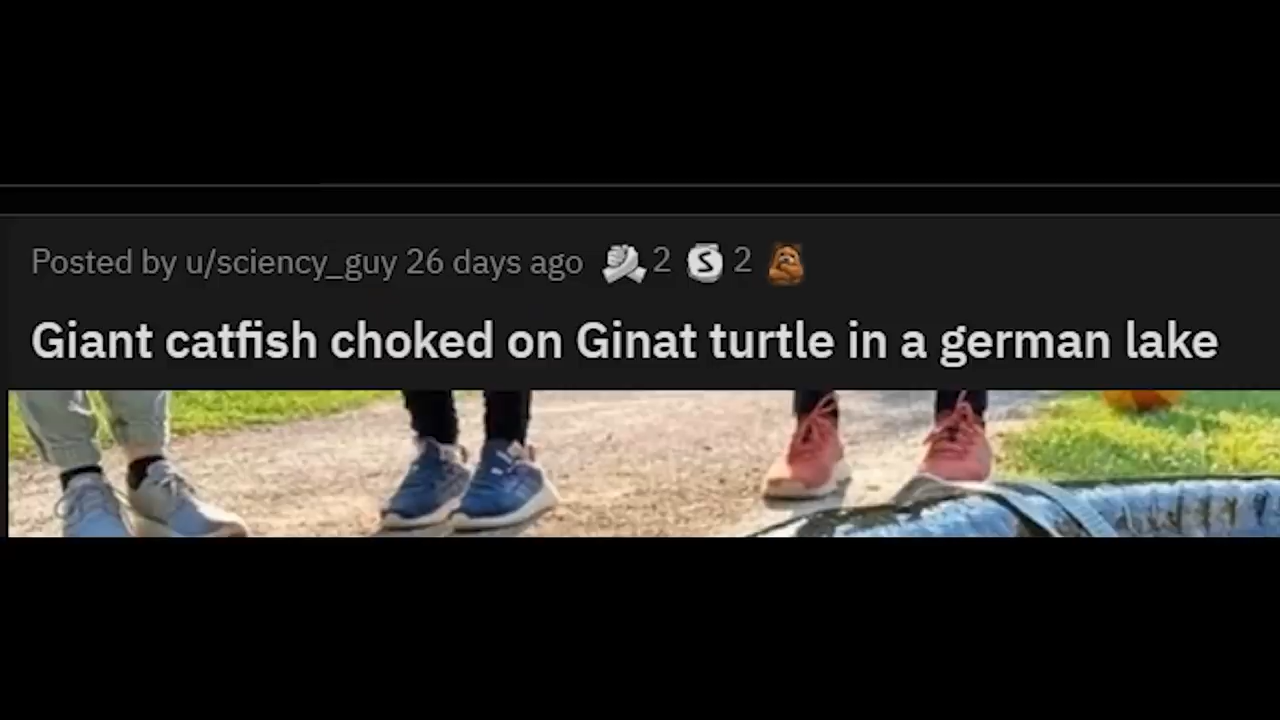 Posted by u/sciency_guy 26 days ago 2 S 2
Giant catfish choked on Ginat turtle in a german lake